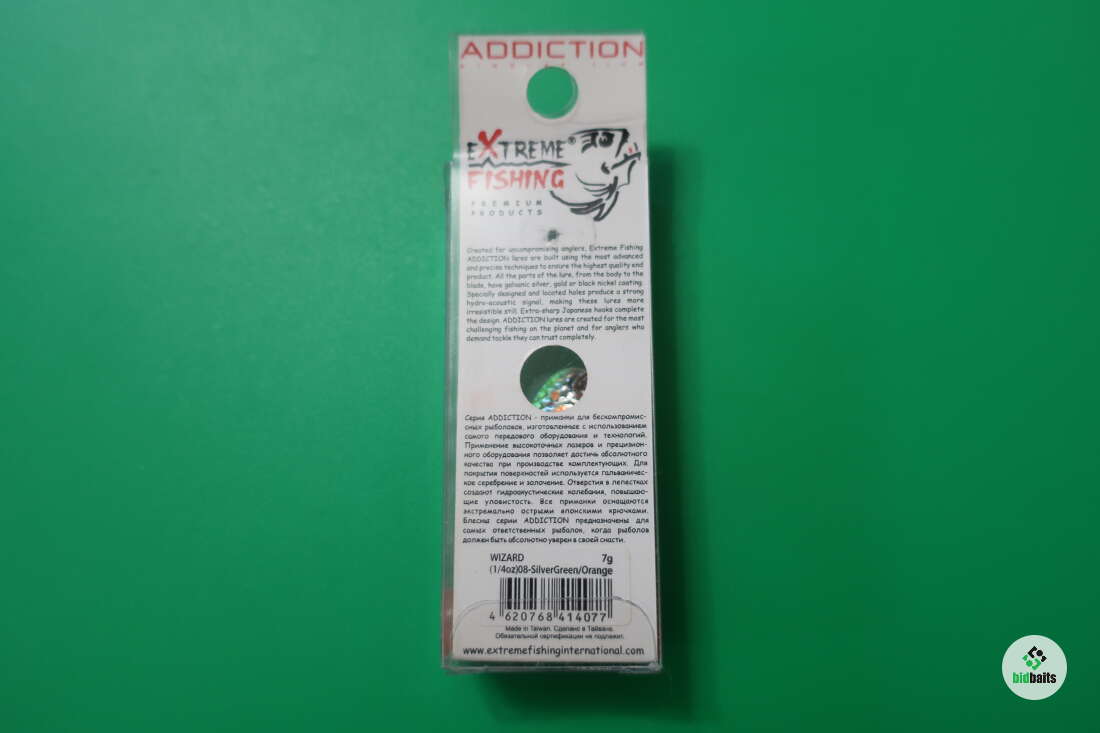 ADDICTION
EXTREME®
FISHING
PREMIUM
PRODUCTS
Created for uncompromising anglers, Extreme Fishing
ADDICTION lures are built using the most advanced
and precise techniques to ensure the highest quality end
product. All the parts of the lure, from the body to the
blade, have galvanic silver, gold or black nickel coating.
Specially designed and located holes produce a strong
hydro-acoustic signal, making these lures more
irresistible still. Extra-sharp Japanese hooks complete
the design. ADDICTION lures are created for the most
challenging fishing on the planet and for anglers who
demand tackle they can trust completely.
Серия ADDICTION - приманки для бескомпромис-
сных рыболовов, изготовленные с использованием
самого передового оборудования и технологий.
Применение высокоточных лазеров и прецизион-
ного оборудования позволяет достичь абсолютного
качества при производстве комплектующих. Для
покрытия поверхностей используется гальваничес-
кое серебрение и золочение. Отверстия в лепестках
создают гидроакустические колебания, повышаю-
щие уловистость. Все приманки оснащаются
экстремально острыми японскими крючками.
Блесны серии ADDICTION предназначены для
самых ответственных рыбалок, когда рыболов
должен быть абсолютно уверен в своей снасти.
WIZARD 7g
(1/4oz)08-SilverGreen/Orange
4 620768 414077
Made in Taiwan. Сделано в Тайване.
Обязательной сертификации не подлежит.
www.extremefishinginternational.com
bidbaits